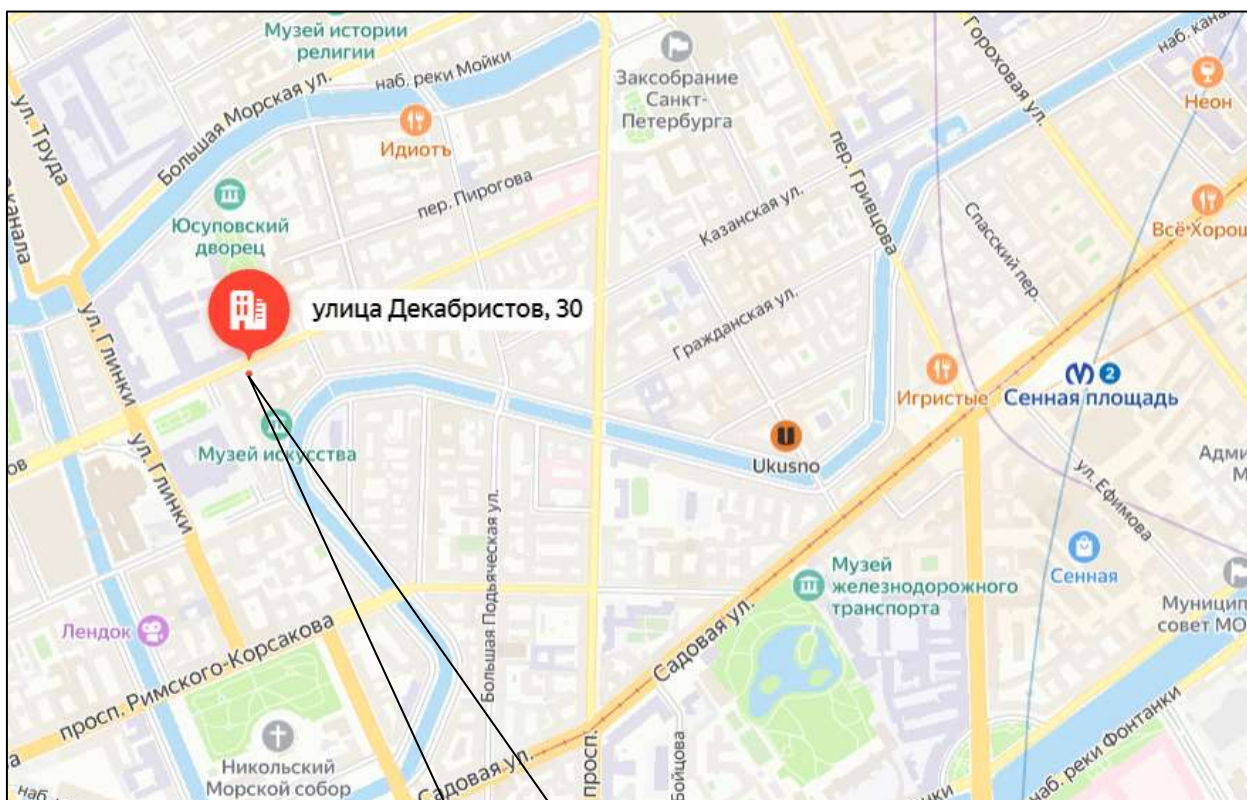 Музей истории
религии
наб. реки Мойки
Большая Морская ул.
ул. Труда
канала
Идиотъ
Заксобрание
Санкт-
Петербурга
Гороховая ул.
наб. кана
Неон
пер. Гривцова
пер. Пирогова
Казанская ул.
Спасский пер.
Всё Хорош
Юсуповский
дворец
улица Декабристов, 30
ул. Глинки
Гражданская ул.
Игристые
2
Сенная площадь
Музей искусства
ул. Глинки
ов
Ukusno
Адми
М
ул. Ефимова
Большая Подьяческая ул.
Музей
железнодорожного
транспорта
Сенная
Муницип
совет МО
Лендок
просп. Римского-Корсакова
Садовая ул.
Никольский
Морской собор
Садовая ул.
просп.
Бойцова
наб. реки Фонтанки
наб.
нки
а